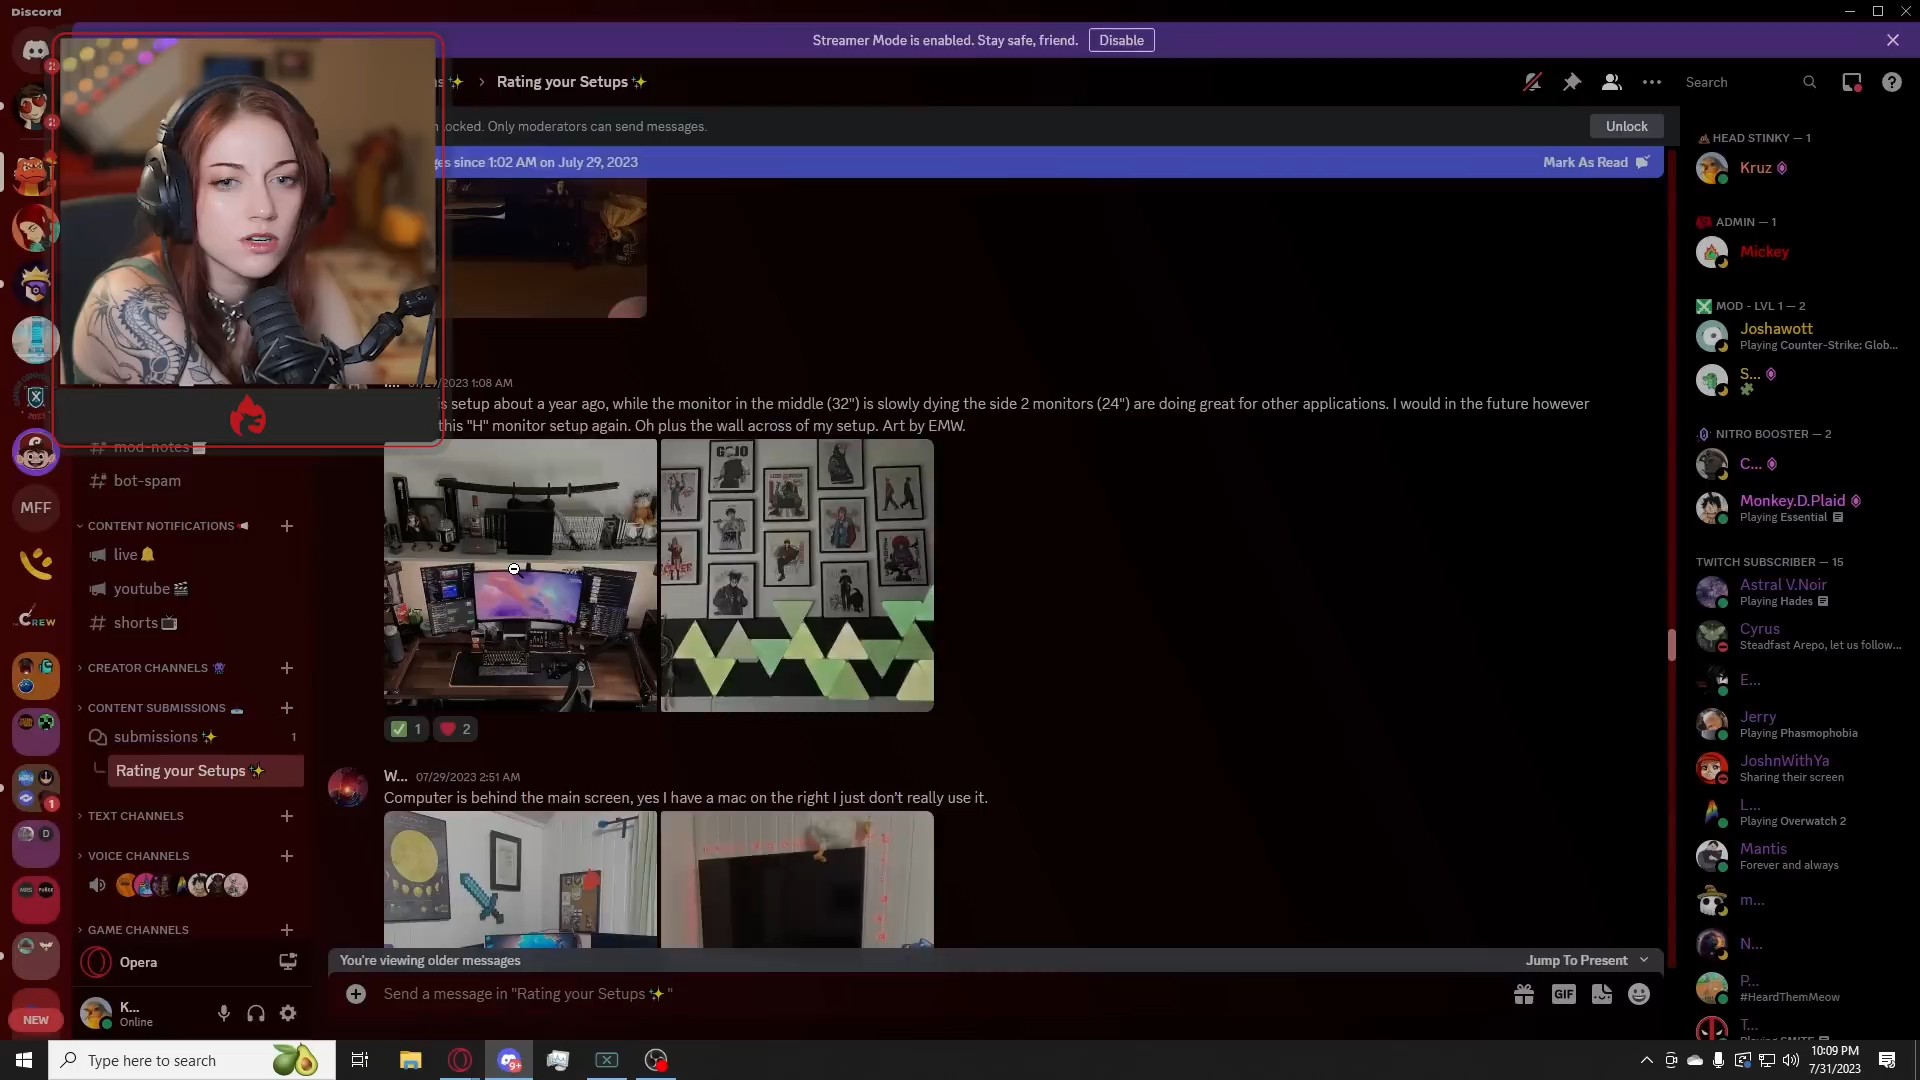 Discord
Streamer Mode is enabled. Stay safe, friend.
Disable
Rating your Setups ✨
Search
ocked. Only moderators can send messages.
Unlock
ges since 1:02 AM on July 29, 2023
Mark As Read
1:08 AM
is setup about a year ago, while the monitor in the middle (32") is slowly dying the side 2 monitors (24") are doing great for other applications. I would in the future however
this "H" monitor setup again. Oh plus the wall across of my setup. Art by EMW.
GOJO
✅ 1
❤️ 2
W... 07/29/2023 2:51 AM
Computer is behind the main screen, yes I have a mac on the right I just don't really use it.
You're viewing older messages
Jump To Present
Send a message in "Rating your Setups ✨ "
GIF
2
2
MFF
CREW
1
NEW
mod-notes
bot-spam
CONTENT NOTIFICATIONS
live
youtube
shorts
CREATOR CHANNELS
CONTENT SUBMISSIONS
submissions ✨
1
Rating your Setups ✨
TEXT CHANNELS
VOICE CHANNELS
GAME CHANNELS
Opera
K...
Online
HEAD STINKY — 1
Kruz
ADMIN — 1
Mickey
MOD - LVL 1 — 2
Joshawott
Playing Counter-Strike: Glob...
S...
NITRO BOOSTER — 2
C...
Monkey.D.Plaid
Playing Essential
TWITCH SUBSCRIBER — 15
Astral V.Noir
Playing Hades
Cyrus
Steadfast Arepo, let us follow...
E...
Jerry
Playing Phasmophobia
JoshnWithYa
Sharing their screen
L...
Playing Overwatch 2
Mantis
Forever and always
m...
N...
P...
#HeardThemMeow
T...
Playing SMITE
Type here to search
9+
10:09 PM
7/31/2023